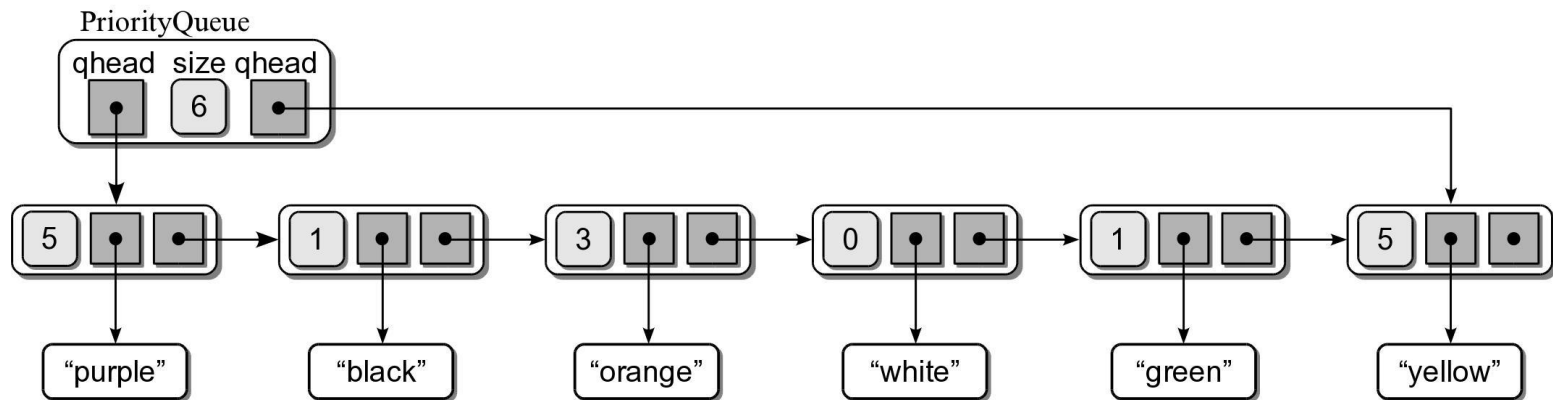 PriorityQueue
qhead size qhead
6
5 1 3 0 1 5
“purple” “black” “orange” “white” “green” “yellow”